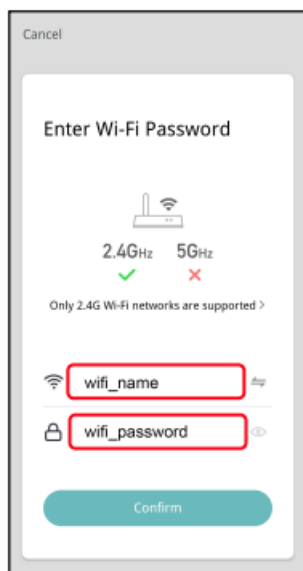 Cancel
Enter Wi-Fi Password
2.4GHz 5GHz
Only 2.4G Wi-Fi networks are supported >
wifi_name
wifi_password
Confirm